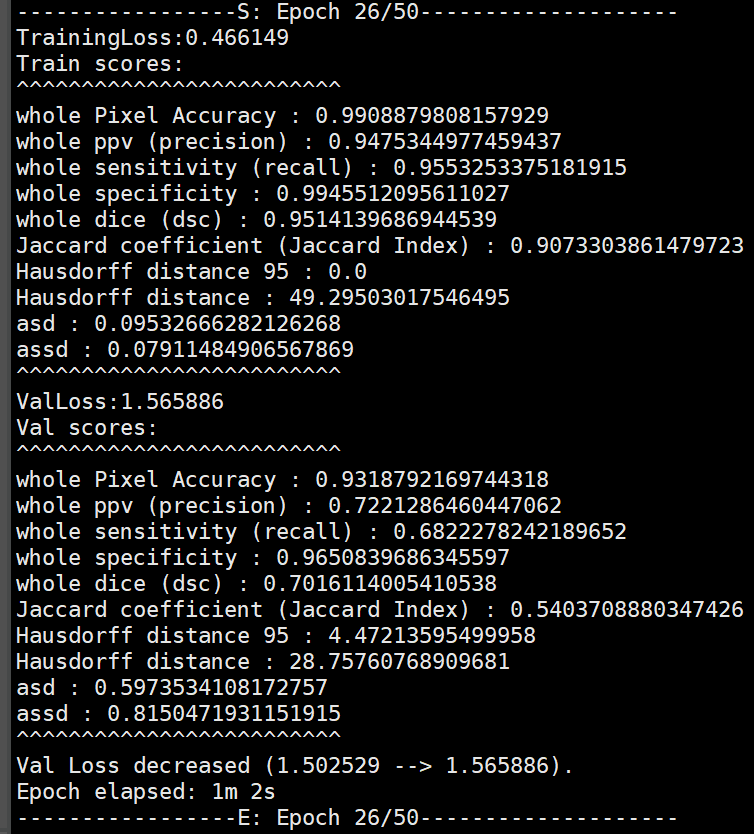 -----------------S: Epoch 26/50--------------------
TrainingLoss:0.466149
Train scores:
^^^^^^^^^^^^^^^^^^^^^^^^^
whole Pixel Accuracy : 0.9908879808157929
whole ppv (precision) : 0.9475344977459437
whole sensitivity (recall) : 0.9553253375181915
whole specificity : 0.9945512095611027
whole dice (dsc) : 0.9514139686944539
Jaccard coefficient (Jaccard Index) : 0.9073303861479723
Hausdorff distance 95 : 0.0
Hausdorff distance : 49.29503017546495
asd : 0.09532666282126268
assd : 0.07911484906567869
^^^^^^^^^^^^^^^^^^^^^^^^^
ValLoss:1.565886
Val scores:
^^^^^^^^^^^^^^^^^^^^^^^^^
whole Pixel Accuracy : 0.9318792169744318
whole ppv (precision) : 0.7221286460447062
whole sensitivity (recall) : 0.6822278242189652
whole specificity : 0.9650839686345597
whole dice (dsc) : 0.7016114005410538
Jaccard coefficient (Jaccard Index) : 0.5403708880347426
Hausdorff distance 95 : 4.47213595499958
Hausdorff distance : 28.75760768909681
asd : 0.5973534108172757
assd : 0.8150471931151915
^^^^^^^^^^^^^^^^^^^^^^^^^
Val Loss decreased (1.502529 --> 1.565886).
Epoch elapsed: 1m 2s
-----------------E: Epoch 26/50--------------------